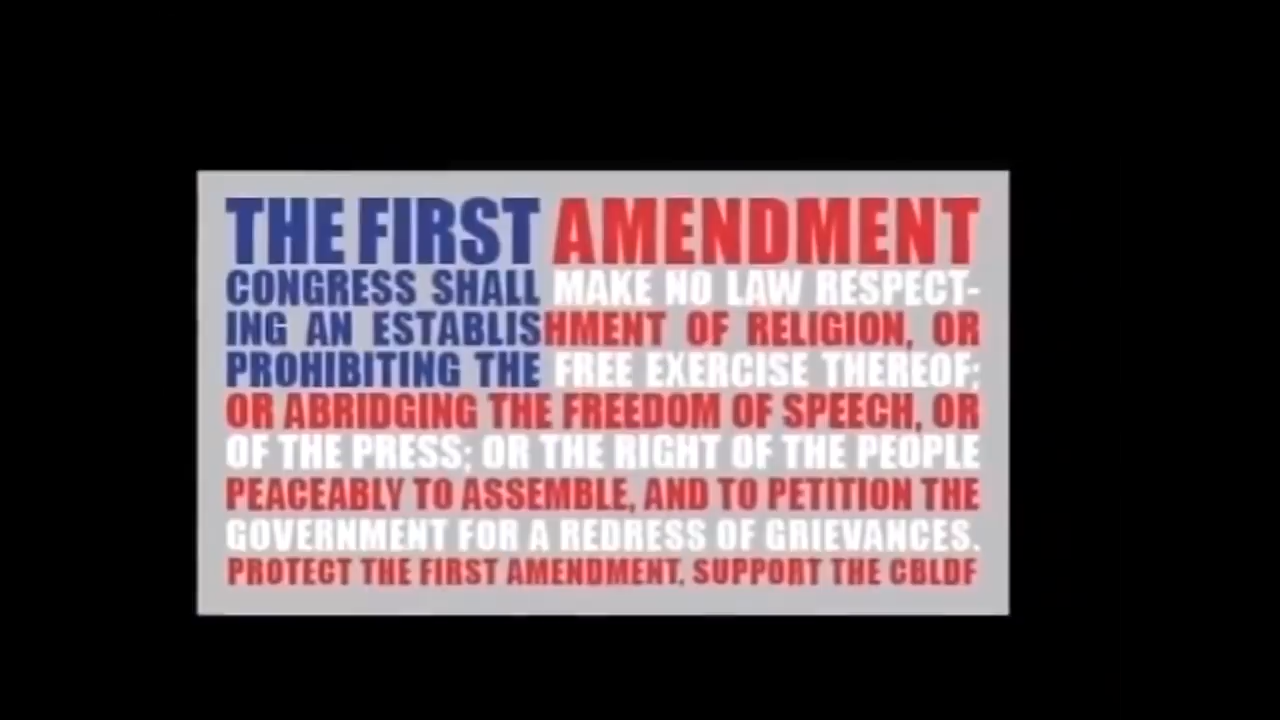 THE FIRST AMENDMENT
CONGRESS SHALL MAKE NO LAW RESPECT-
ING AN ESTABLISHMENT OF RELIGION, OR
PROHIBITING THE FREE EXERCISE THEREOF;
OR ABRIDGING THE FREEDOM OF SPEECH, OR
OF THE PRESS; OR THE RIGHT OF THE PEOPLE
PEACEABLY TO ASSEMBLE, AND TO PETITION THE
GOVERNMENT FOR A REDRESS OF GRIEVANCES.
PROTECT THE FIRST AMENDMENT, SUPPORT THE CBLDF